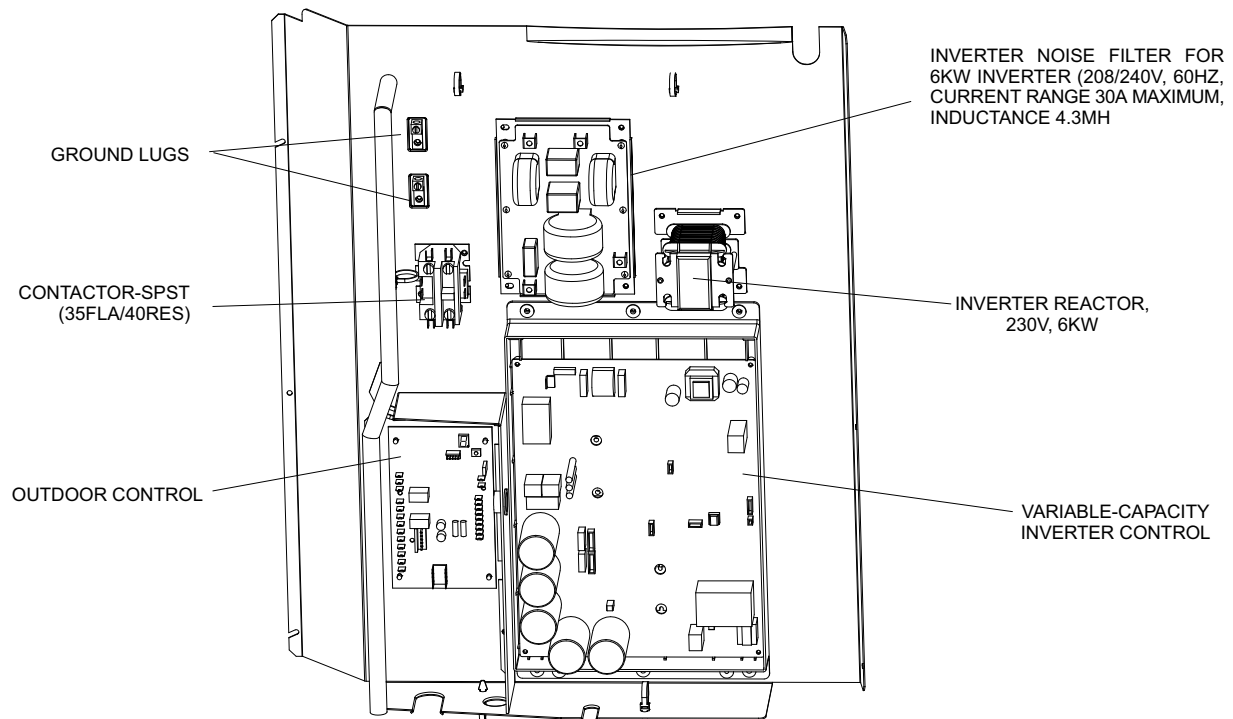 INVERTER NOISE FILTER FOR
6KW INVERTER (208/240V, 60HZ,
CURRENT RANGE 30A MAXIMUM,
INDUCTANCE 4.3MH
GROUND LUGS
CONTACTOR-SPST
(35FLA/40RES)
INVERTER REACTOR,
230V, 6KW
OUTDOOR CONTROL
VARIABLE-CAPACITY
INVERTER CONTROL